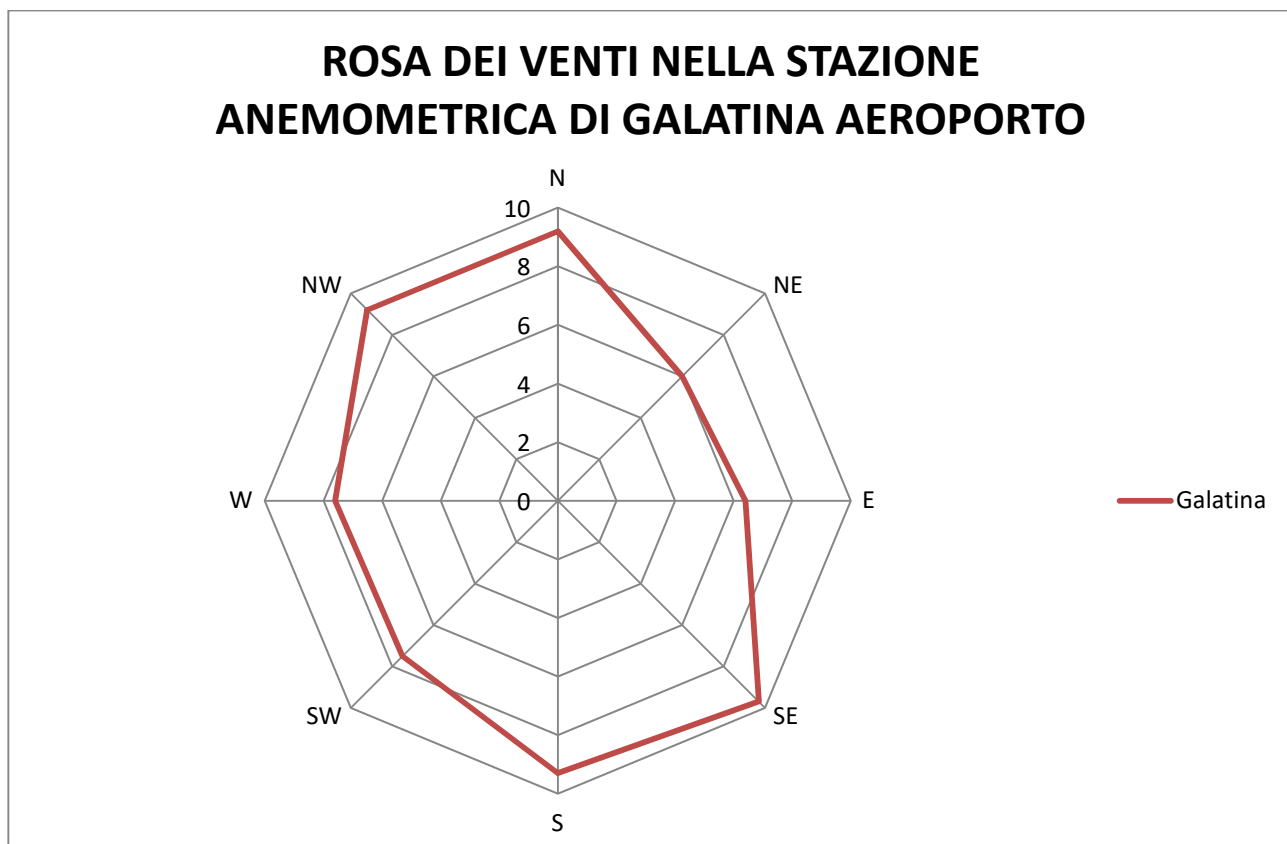 ROSA DEI VENTI NELLA STAZIONE
ANEMOMETRICA DI GALATINA AEROPORTO
N
10
NW
8
NE
6
4
2
W
0
E
Galatina
SW
SE
S